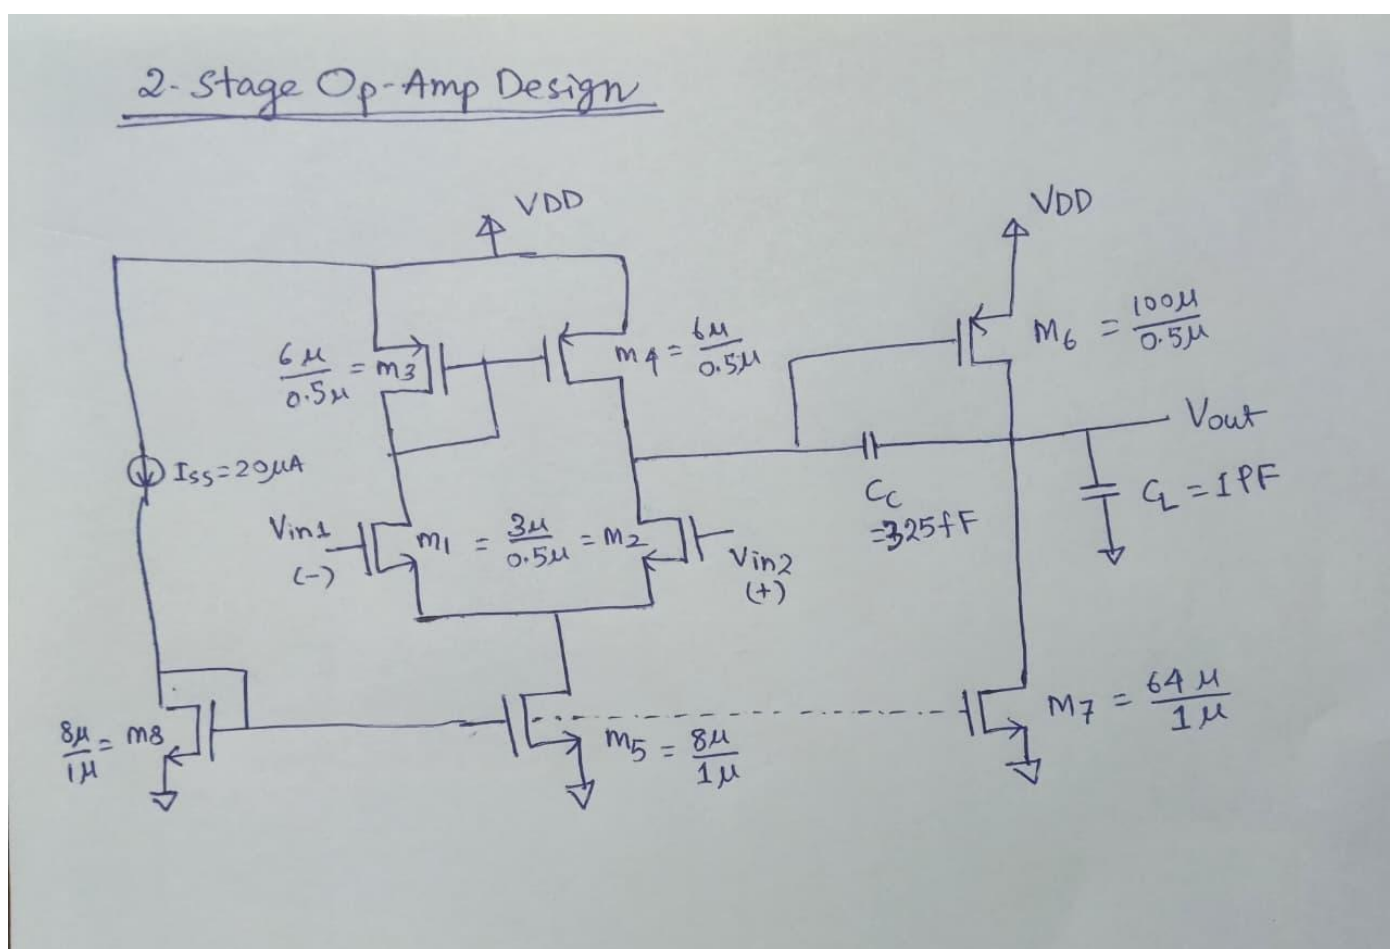 2-Stage Op-Amp Design
VDD
VDD
6μ/0.5μ = M3
M4 = 6μ/0.5μ
M6 = 100μ/0.5μ
Vout
Iss=20μA
CL = 1PF
Cc
=325fF
Vin1
(-)
M1 = 3μ/0.5μ = M2
Vin2
(+)
8μ/1μ = M8
M5 = 8μ/1μ
M7 = 64μ/1μ